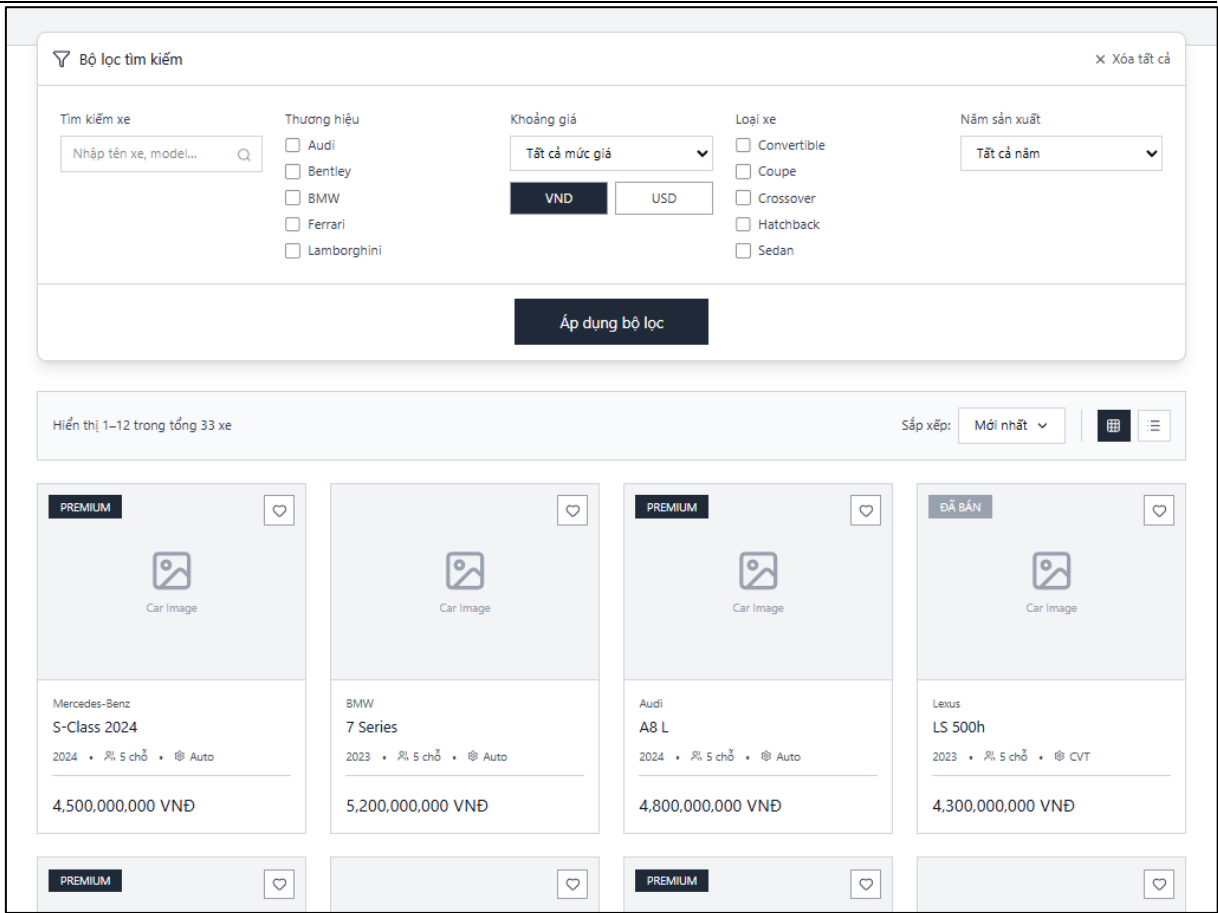 Bộ lọc tìm kiếm
Xóa tất cả
Tìm kiếm xe
Nhập tên xe, model...
Thương hiệu
Audi
Bentley
BMW
Ferrari
Lamborghini
Khoảng giá
Tất cả mức giá
VND
USD
Loại xe
Convertible
Coupe
Crossover
Hatchback
Sedan
Năm sản xuất
Tất cả năm
Áp dụng bộ lọc
Hiển thị 1–12 trong tổng 33 xe
Sắp xếp:
Mới nhất
PREMIUM
Car Image
Mercedes-Benz
S-Class 2024
2024 • 5 chỗ • Auto
4,500,000,000 VNĐ
Car Image
BMW
7 Series
2023 • 5 chỗ • Auto
5,200,000,000 VNĐ
PREMIUM
Car Image
Audi
A8 L
2024 • 5 chỗ • Auto
4,800,000,000 VNĐ
ĐÃ BÁN
Car Image
Lexus
LS 500h
2023 • 5 chỗ • CVT
4,300,000,000 VNĐ
PREMIUM
PREMIUM